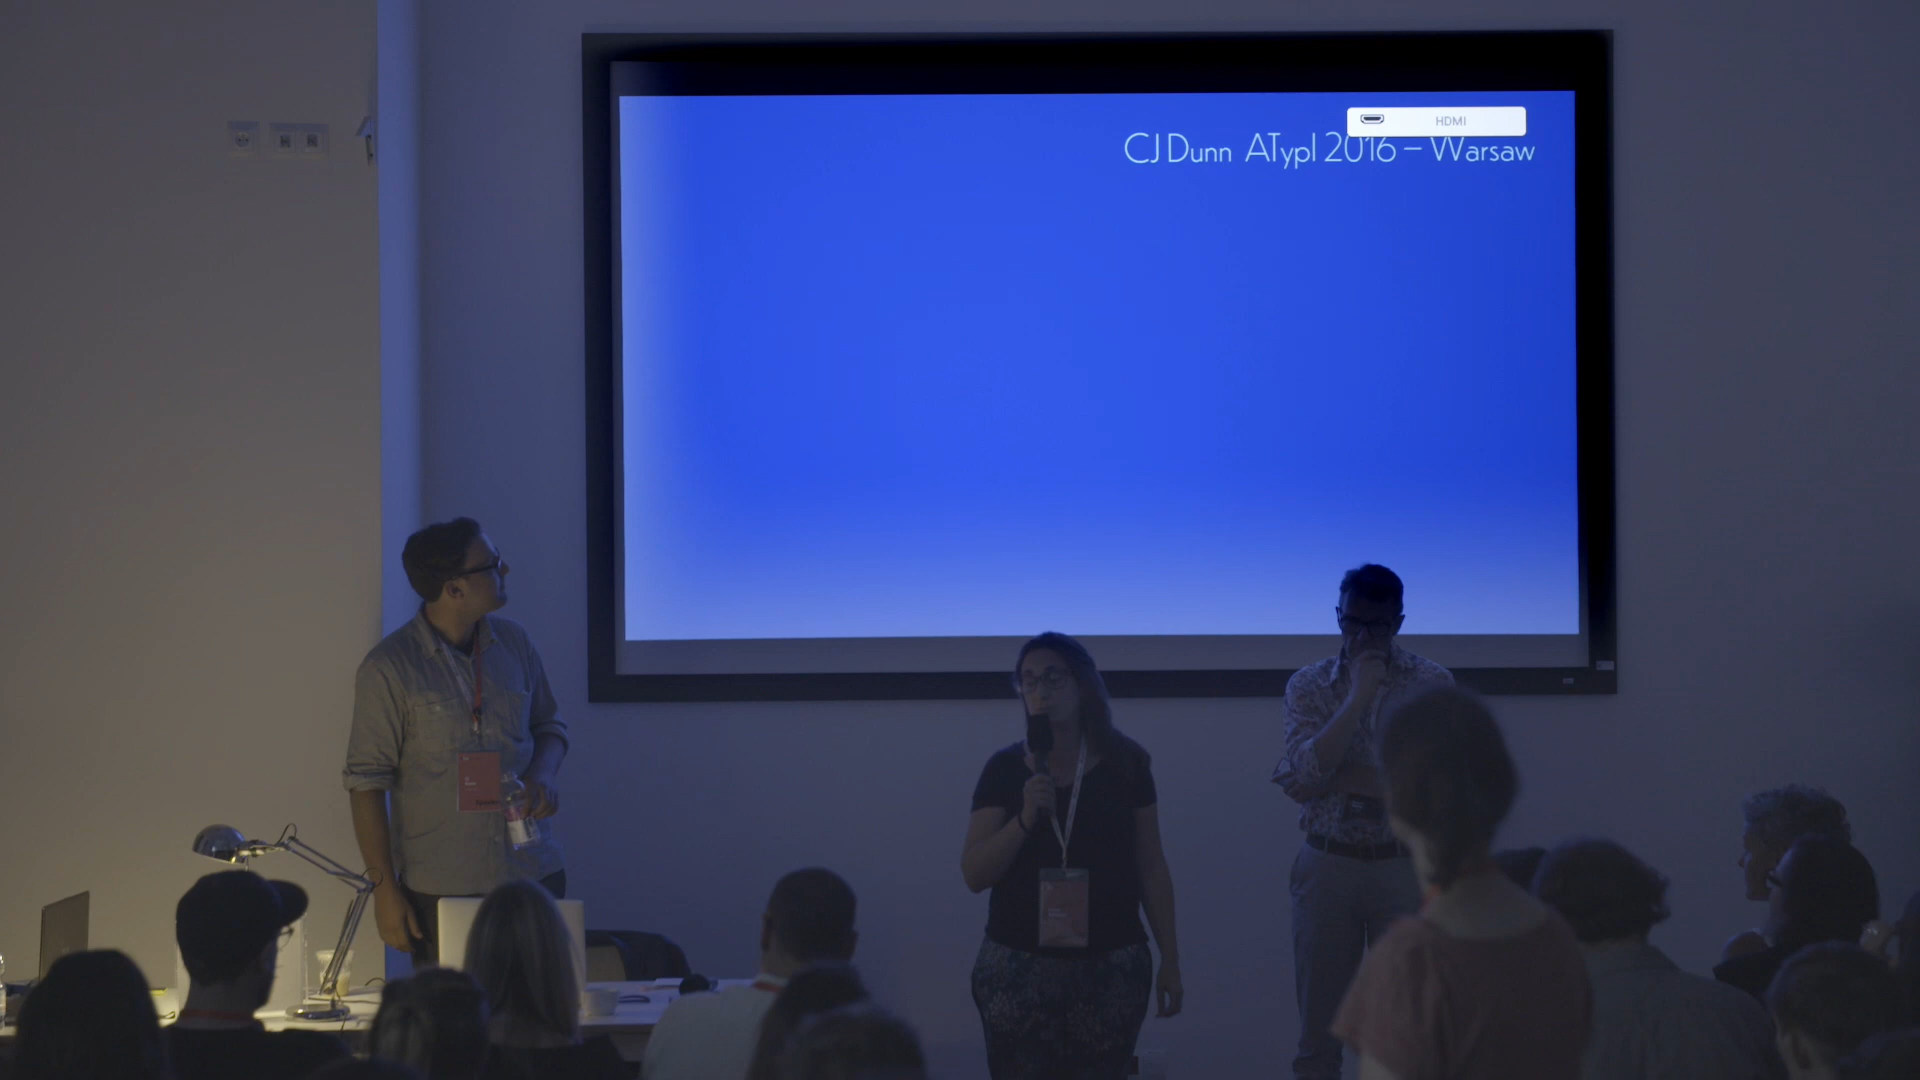 HDMI
CJ Dunn ATypI 2016 – Warsaw